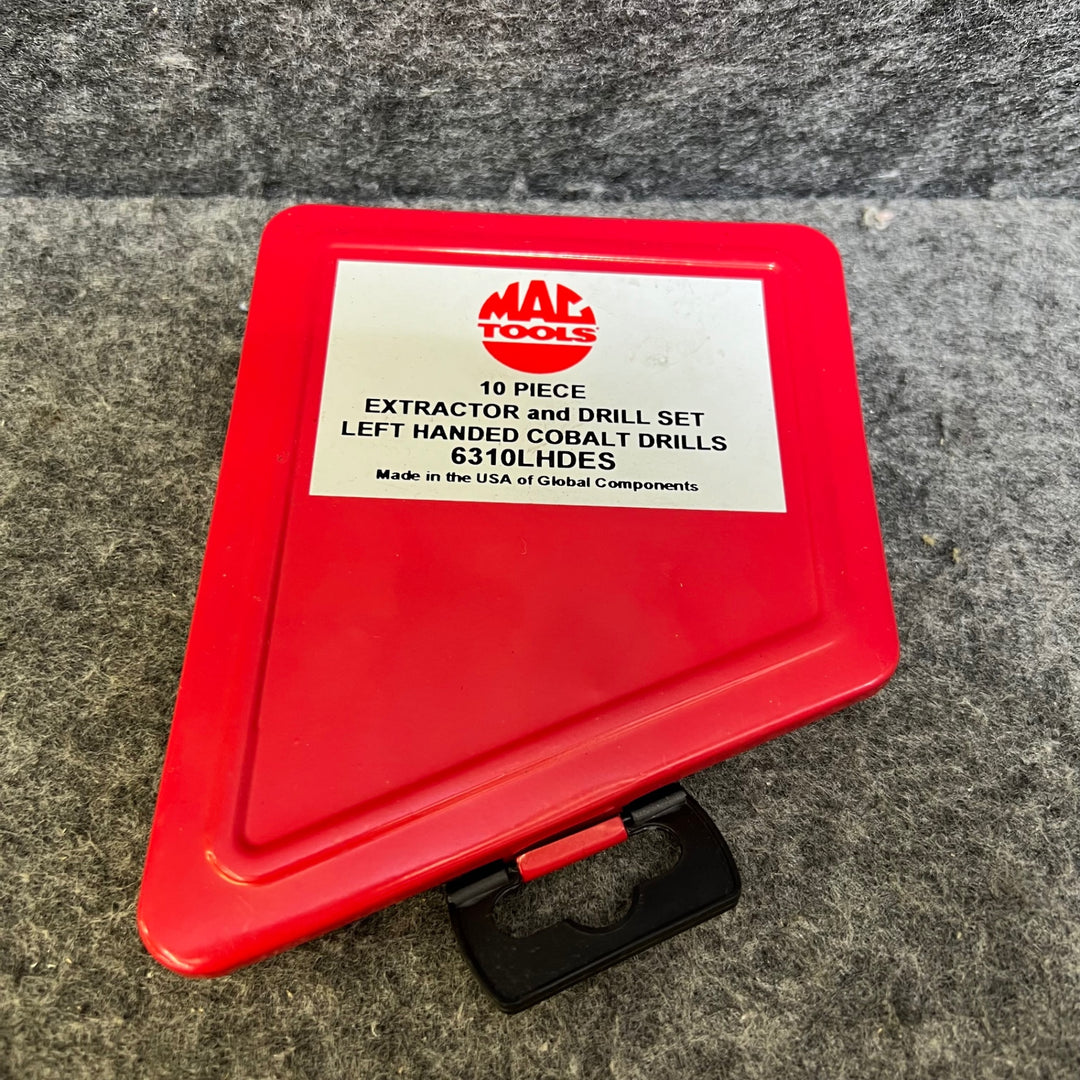 MAC
TOOLS
10 PIECE
EXTRACTOR and DRILL SET
LEFT HANDED COBALT DRILLS
6310LHDES
Made in the USA of Global Components